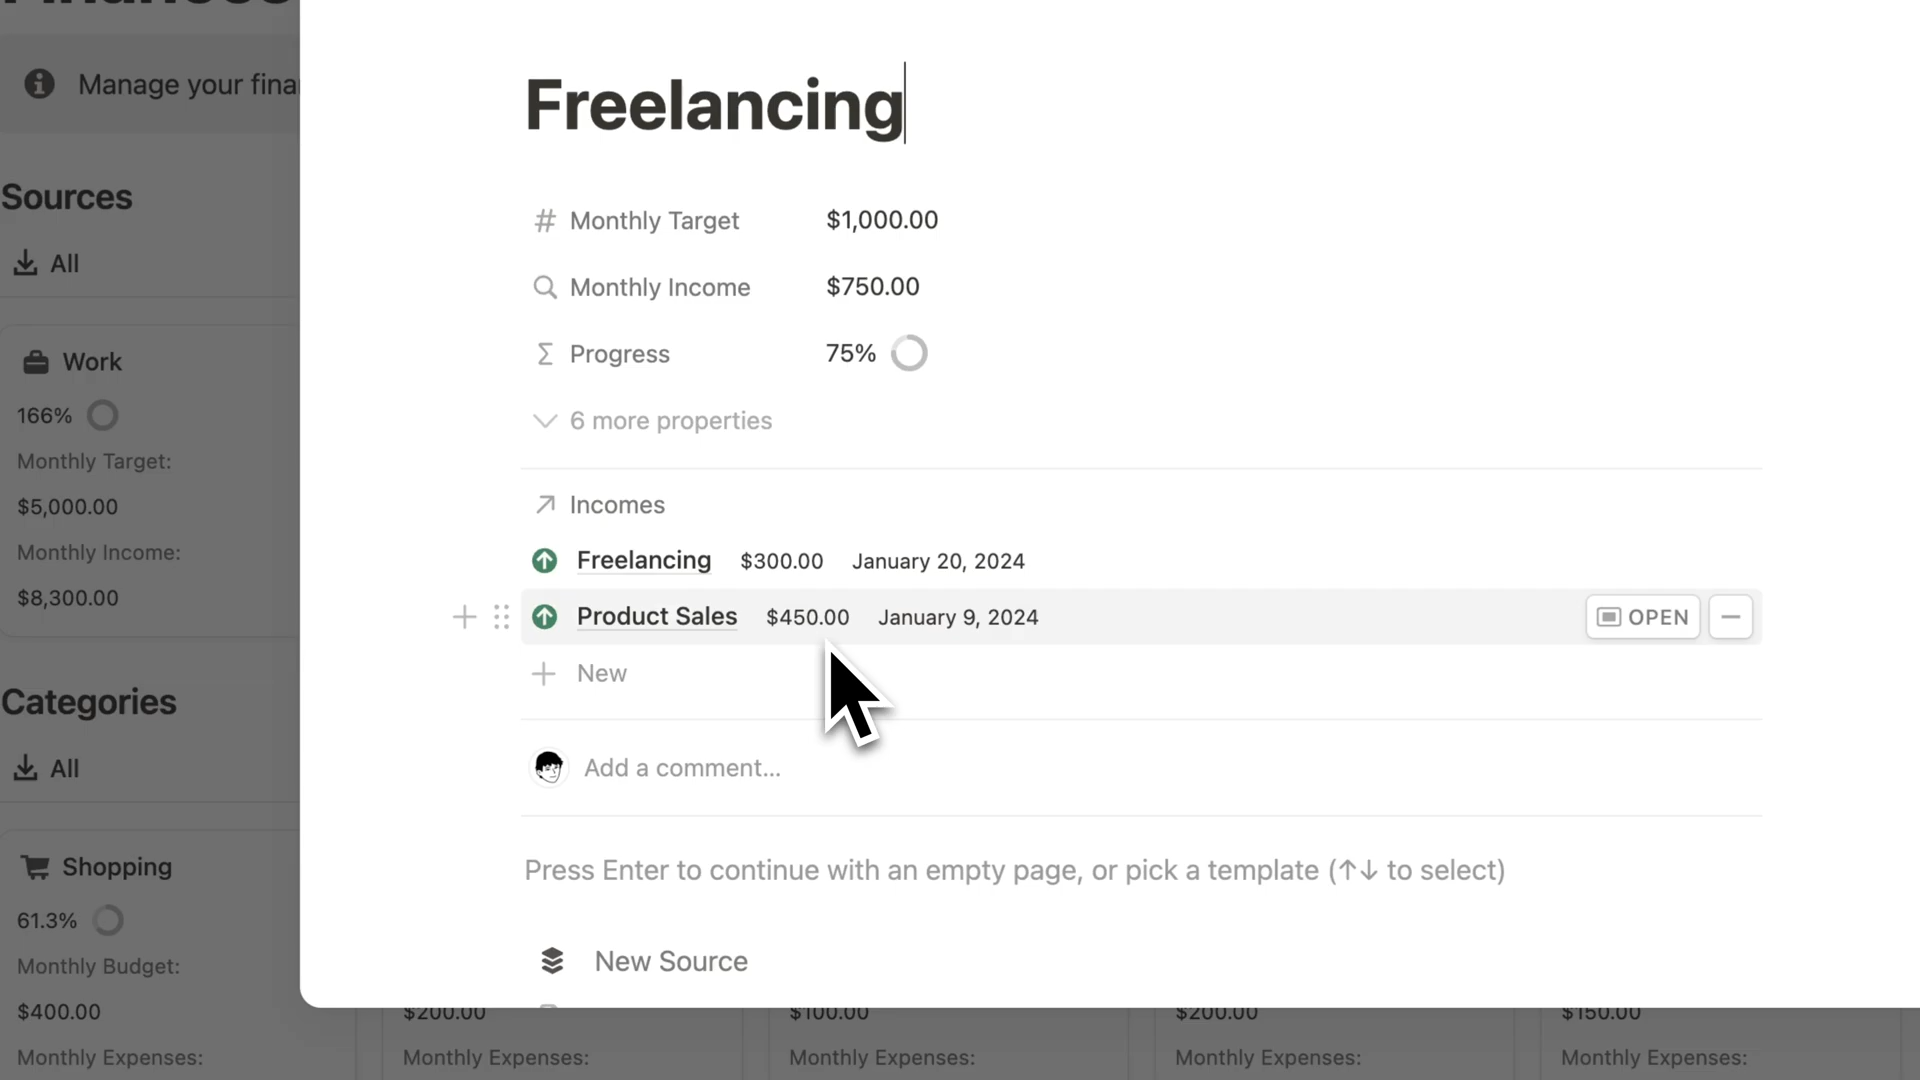 Finances
Manage your fina
Sources
All
Work
166%
Monthly Target:
$5,000.00
Monthly Income:
$8,300.00
Categories
All
Shopping
61.3%
Monthly Budget:
$400.00
Monthly Expenses:
Freelancing
Monthly Target $1,000.00
Monthly Income $750.00
Progress 75%
6 more properties
Incomes
Freelancing $300.00 January 20, 2024
Product Sales $450.00 January 9, 2024 OPEN
New
Add a comment...
Press Enter to continue with an empty page, or pick a template (↑↓ to select)
New Source
$200.00 $100.00 $200.00 $150.00
Monthly Expenses: Monthly Expenses: Monthly Expenses: Monthly Expenses: